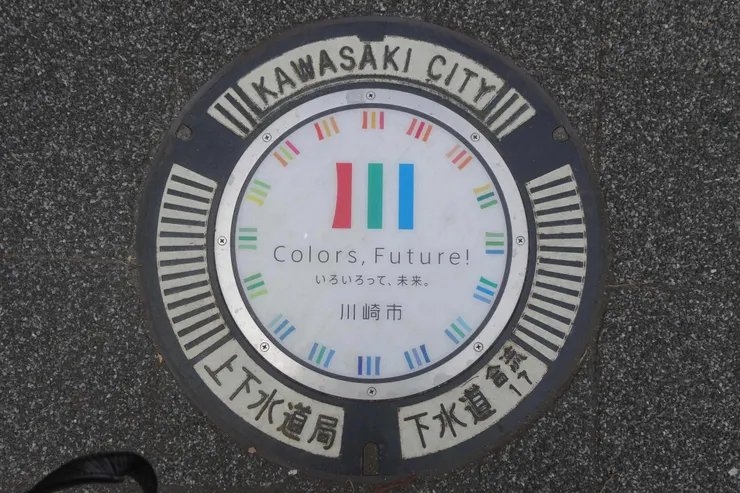 KAWASAKI CITY
Colors, Future!
いろいろって、未来。
川崎市
上下水道局
下水道
合流
17